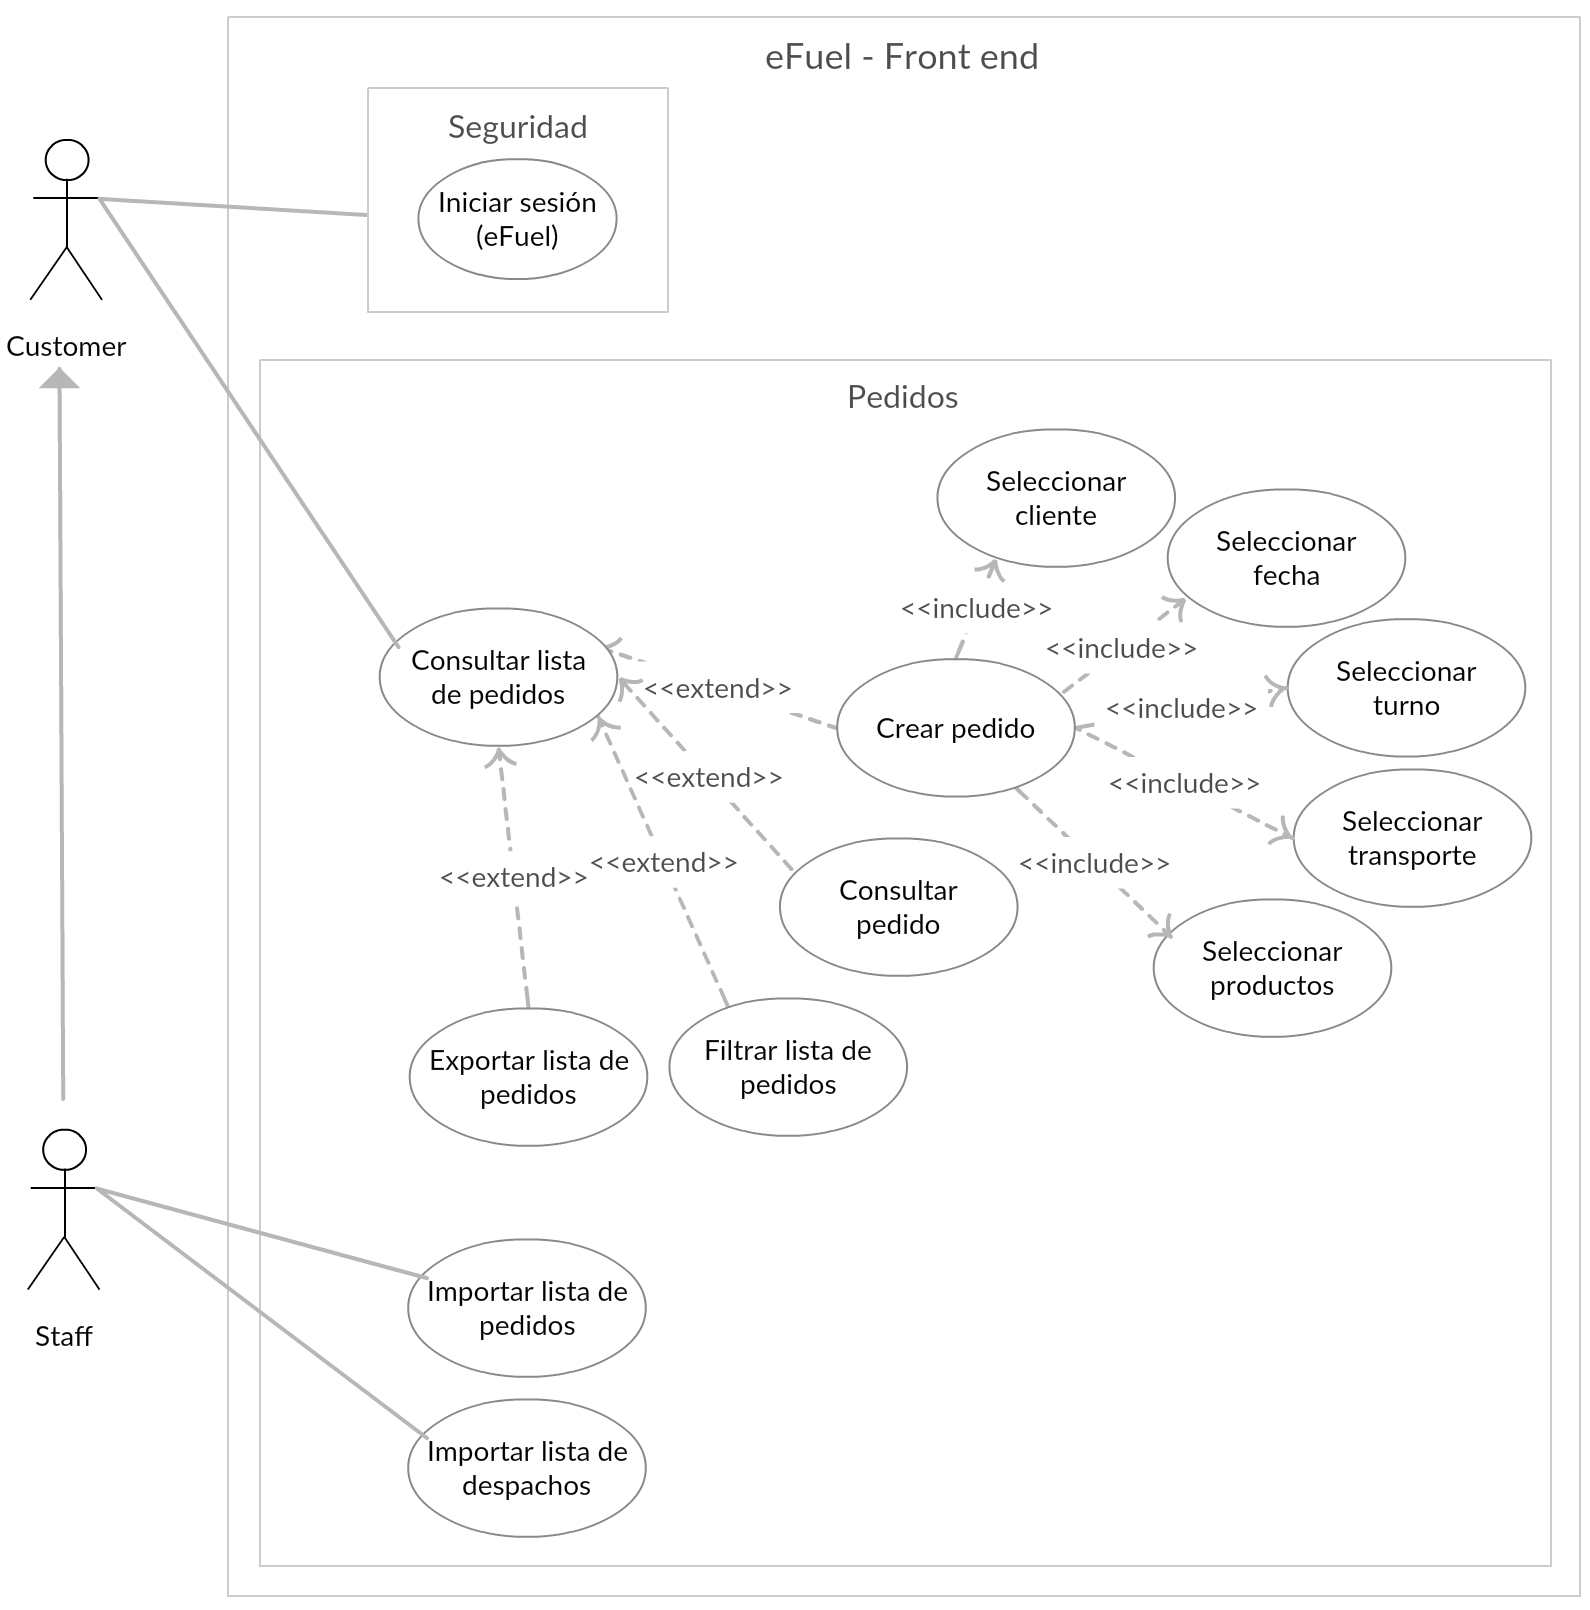 eFuel - Front end
Seguridad
Iniciar sesión
(eFuel)
Customer
Pedidos
Seleccionar
cliente
Seleccionar
fecha
<<include>>
<<include>>
Consultar lista
de pedidos
Seleccionar
turno
<<extend>>
<<include>>
Crear pedido
<<extend>>
<<include>>
Seleccionar
transporte
<<extend>>
<<extend>>
<<include>>
Consultar
pedido
Seleccionar
productos
Exportar lista de
pedidos
Filtrar lista de
pedidos
Importar lista de
pedidos
Staff
Importar lista de
despachos